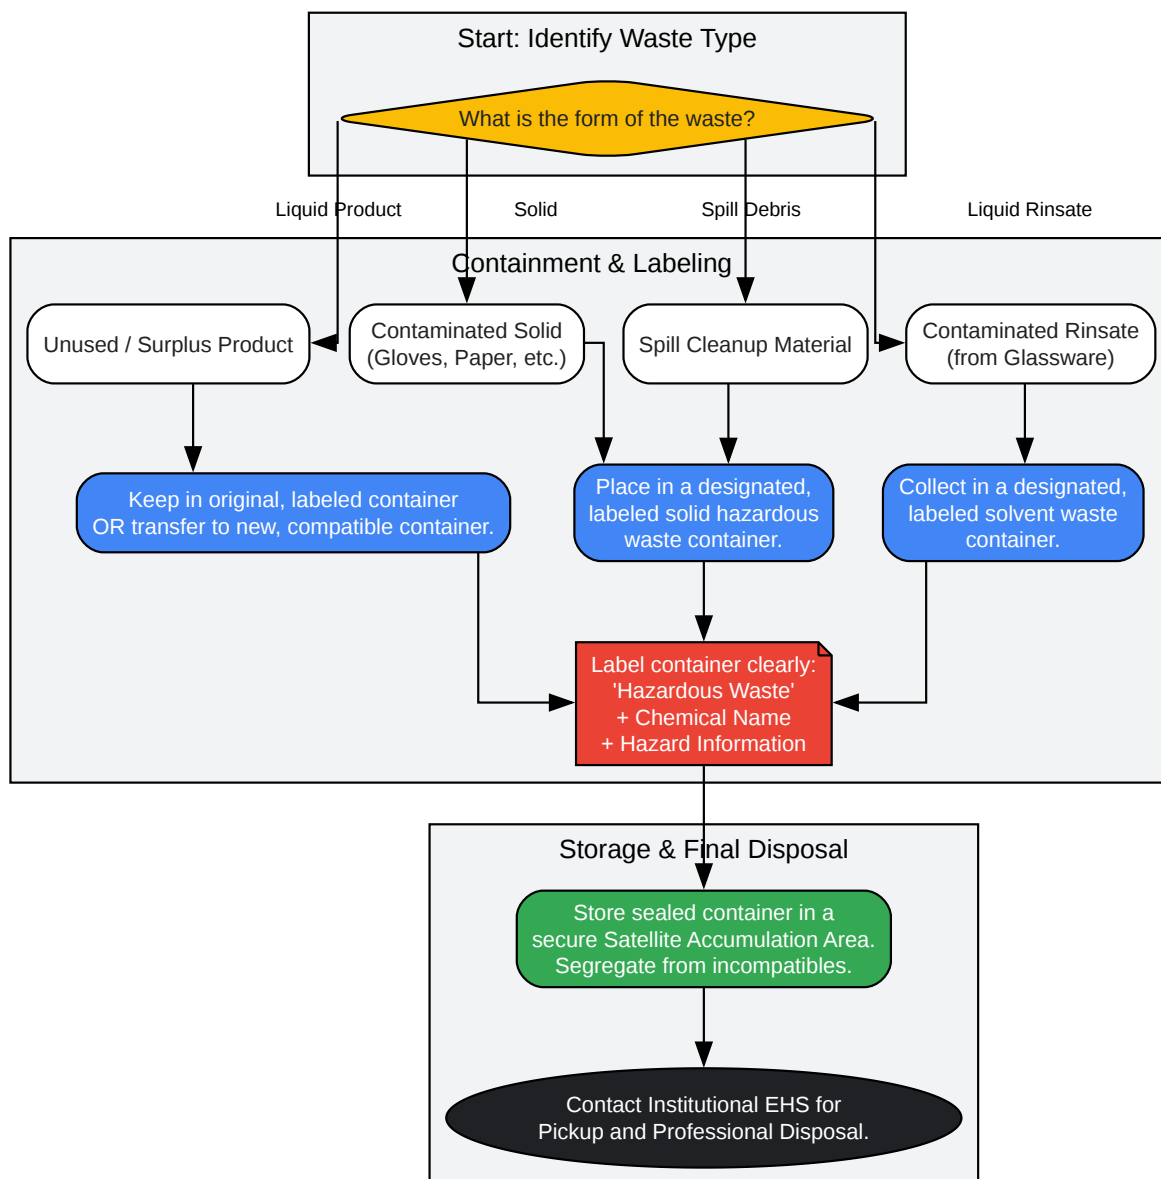 Start: Identify Waste Type
What is the form of the waste?
Liquid Product
Solid
Spill Debris
Liquid Rinsate
Containment & Labeling
Unused / Surplus Product
Contaminated Solid
(Gloves, Paper, etc.)
Spill Cleanup Material
Contaminated Rinsate
(from Glassware)
Keep in original, labeled container
OR transfer to new, compatible container.
Place in a designated,
labeled solid hazardous
waste container.
Collect in a designated,
labeled solvent waste
container.
Label container clearly:
'Hazardous Waste'
+ Chemical Name
+ Hazard Information
Storage & Final Disposal
Store sealed container in a
secure Satellite Accumulation Area.
Segregate from incompatibles.
Contact Institutional EHS for
Pickup and Professional Disposal.